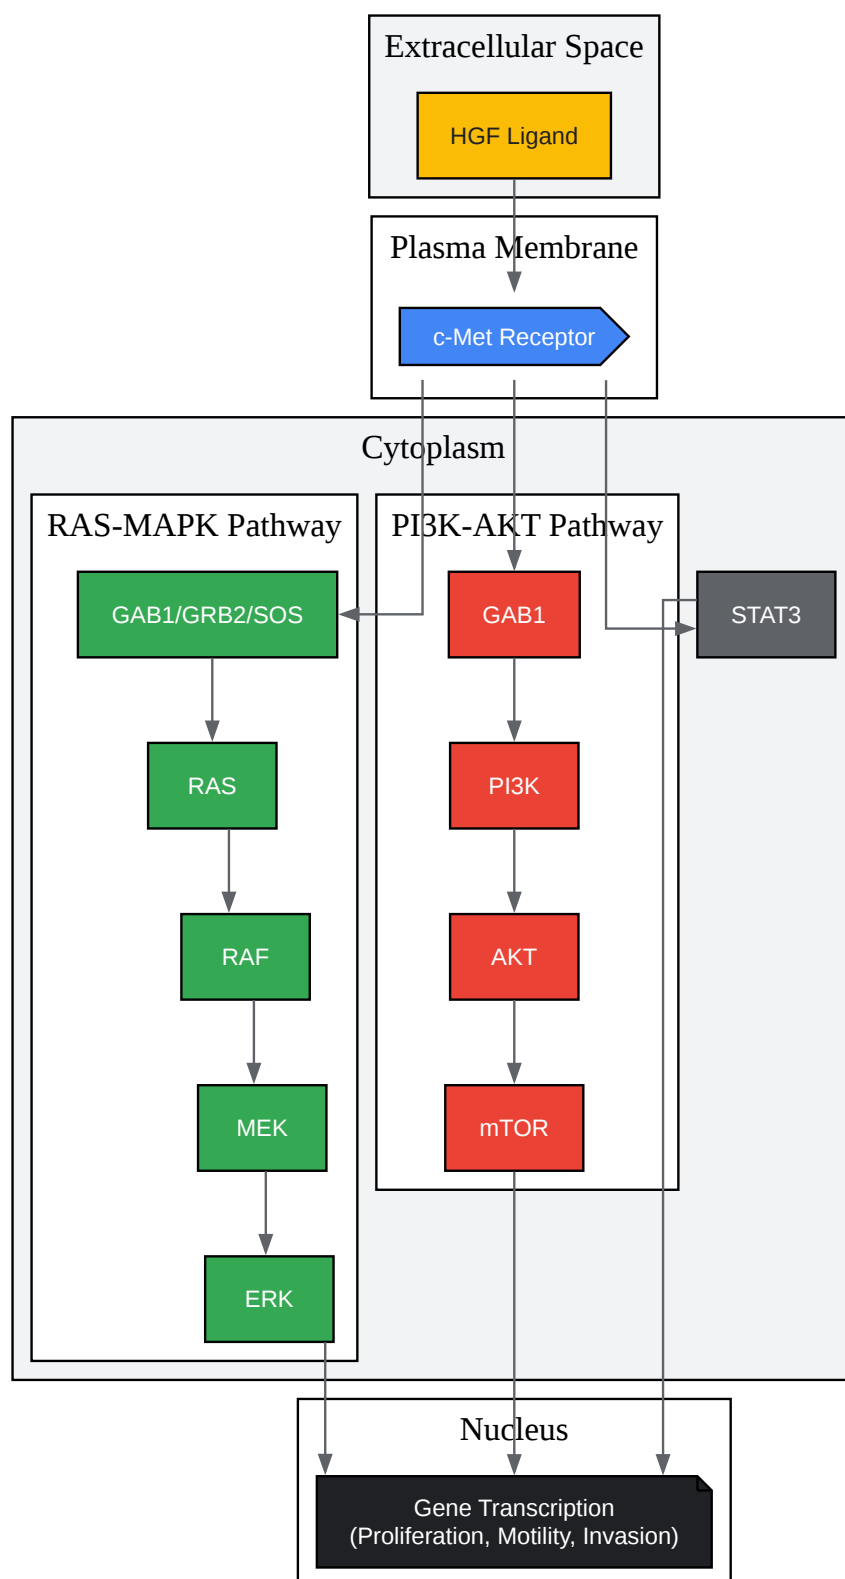 Extracellular Space
HGF Ligand
Plasma Membrane
c-Met Receptor
Cytoplasm
RAS-MAPK Pathway
PI3K-AKT Pathway
GAB1/GRB2/SOS
GAB1
STAT3
RAS
PI3K
RAF
AKT
MEK
mTOR
ERK
Nucleus
Gene Transcription
(Proliferation, Motility, Invasion)